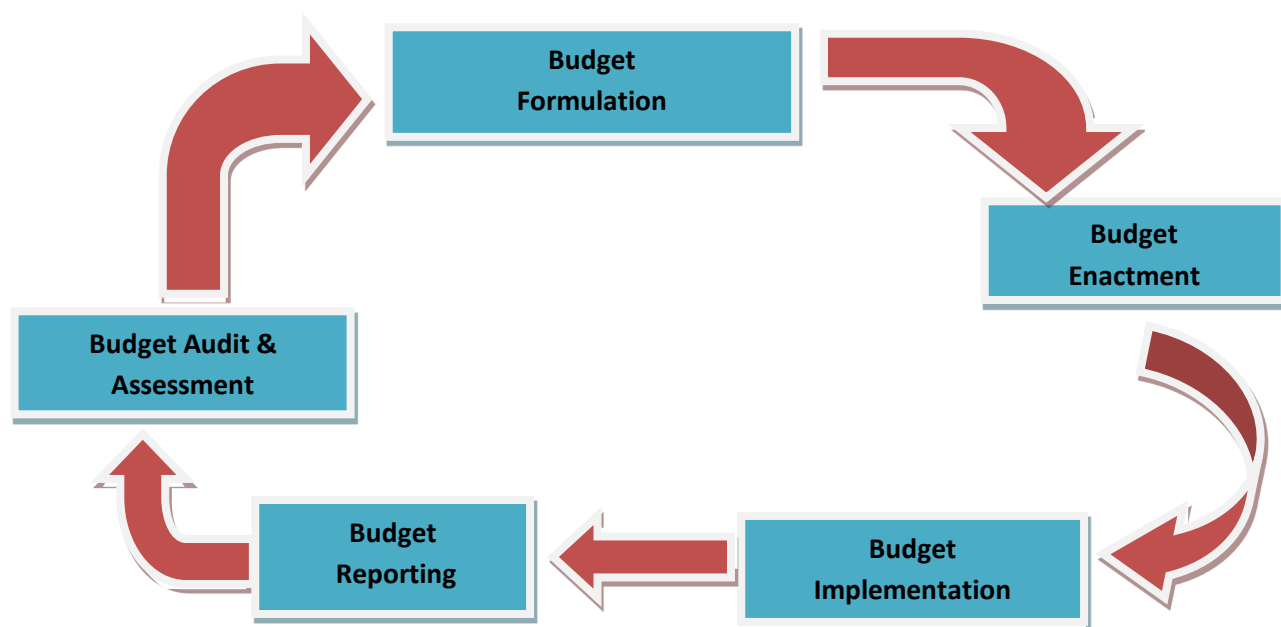 Budget
Formulation
Budget
Enactment
Budget Audit &
Assessment
Budget
Reporting
Budget
Implementation